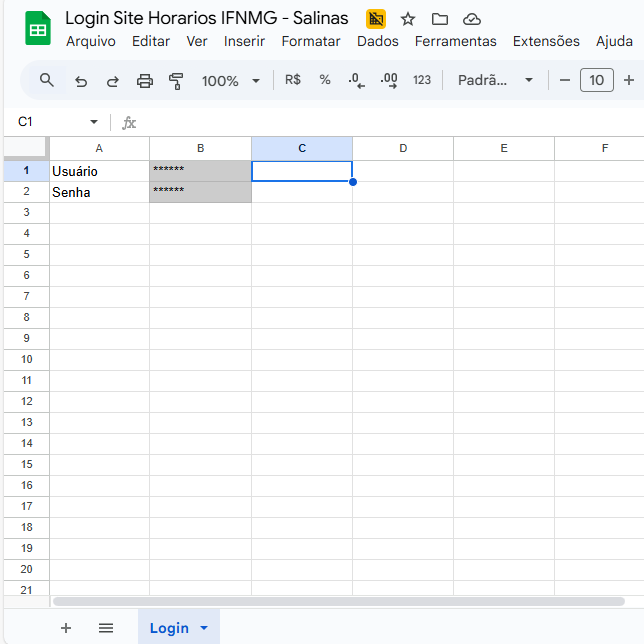 Login Site Horarios IFNMG - Salinas
Arquivo Editar Ver Inserir Formatar Dados Ferramentas Extensões Ajuda
100% R$ % .0 .00 123 Padrã... 10
C1 fx
A B C D E F
1 Usuário ******
2 Senha ******
3
4
5
6
7
8
9
10
11
12
13
14
15
16
17
18
19
20
21
Login